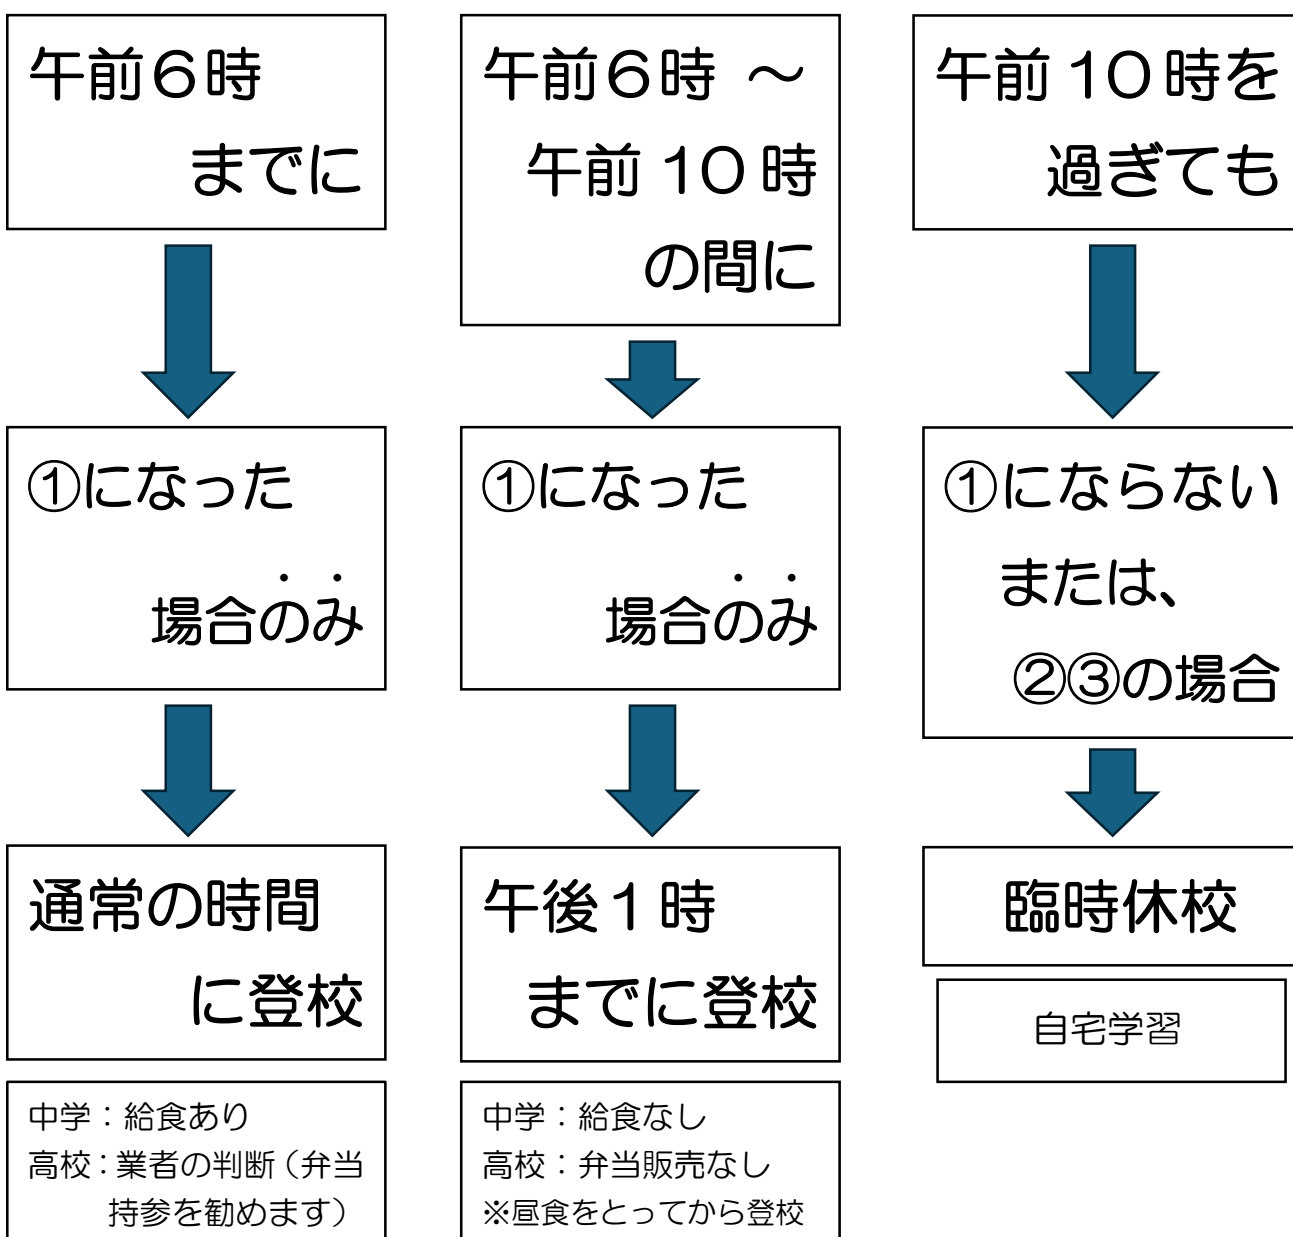 午前６時
までに
①になった
場合のみ
通常の時間
に登校
中学：給食あり
高校：業者の判断（弁当
持参を勧めます）
午前６時 ～
午前 10 時
の間に
①になった
場合のみ
午後１時
までに登校
中学：給食なし
高校：弁当販売なし
※昼食をとってから登校
午前 10 時を
過ぎても
①にならない
または、
②③の場合
臨時休校
自宅学習